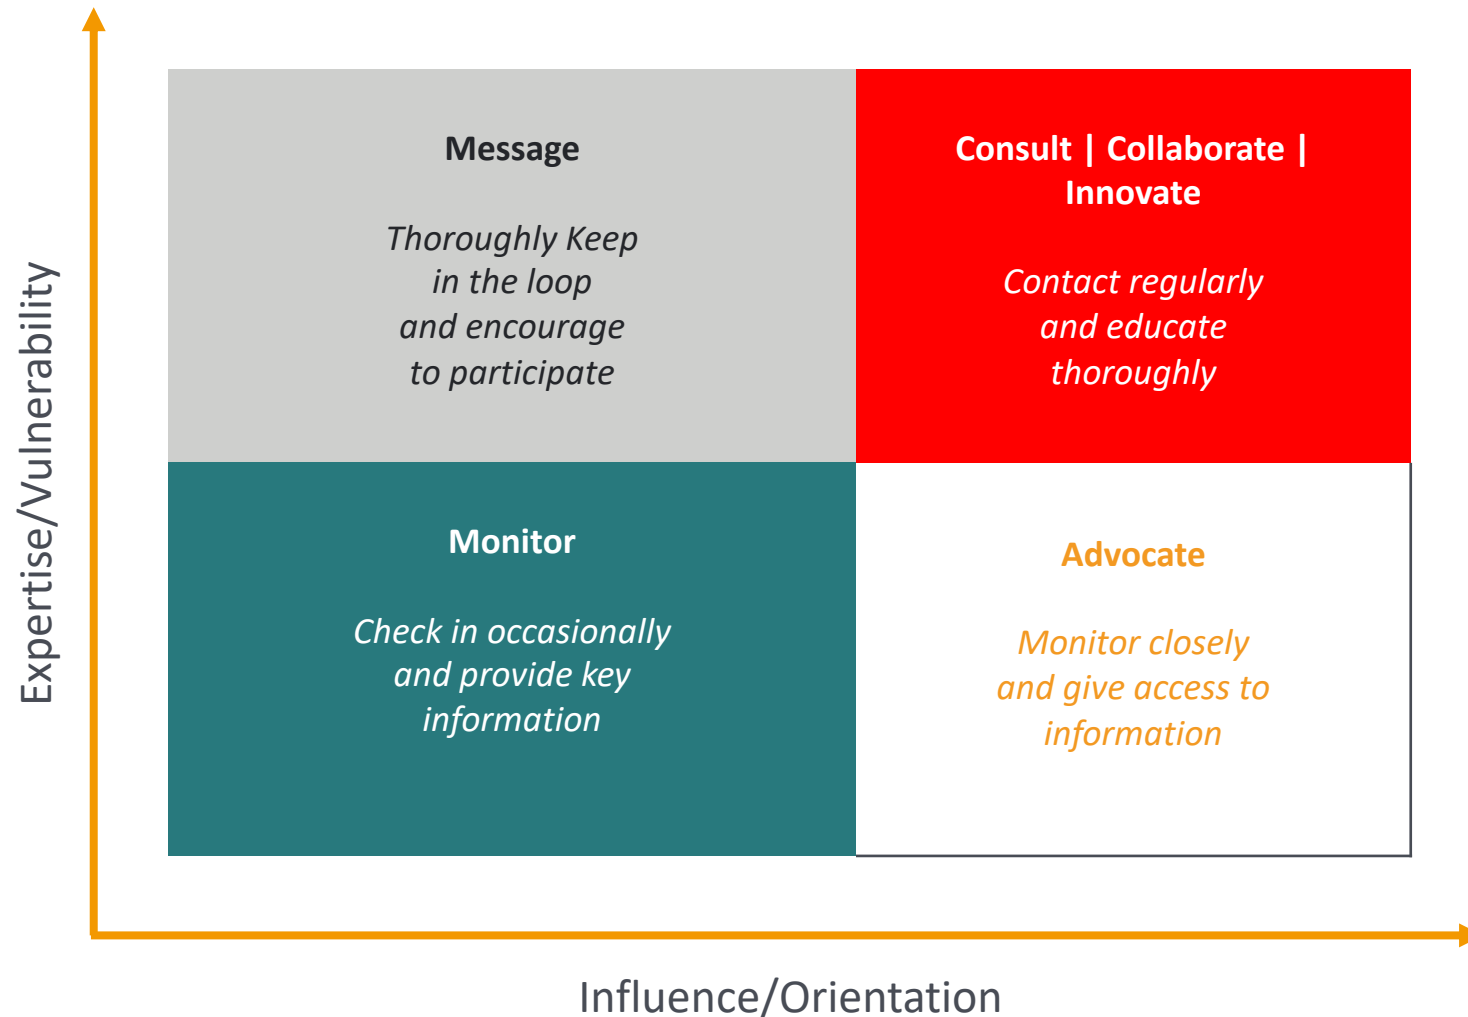 Expertise/Vulnerability
Message
Thoroughly Keep
in the loop
and encourage
to participate
Consult | Collaborate |
Innovate
Contact regularly
and educate
thoroughly
Monitor
Check in occasionally
and provide key
information
Advocate
Monitor closely
and give access to
information
Influence/Orientation